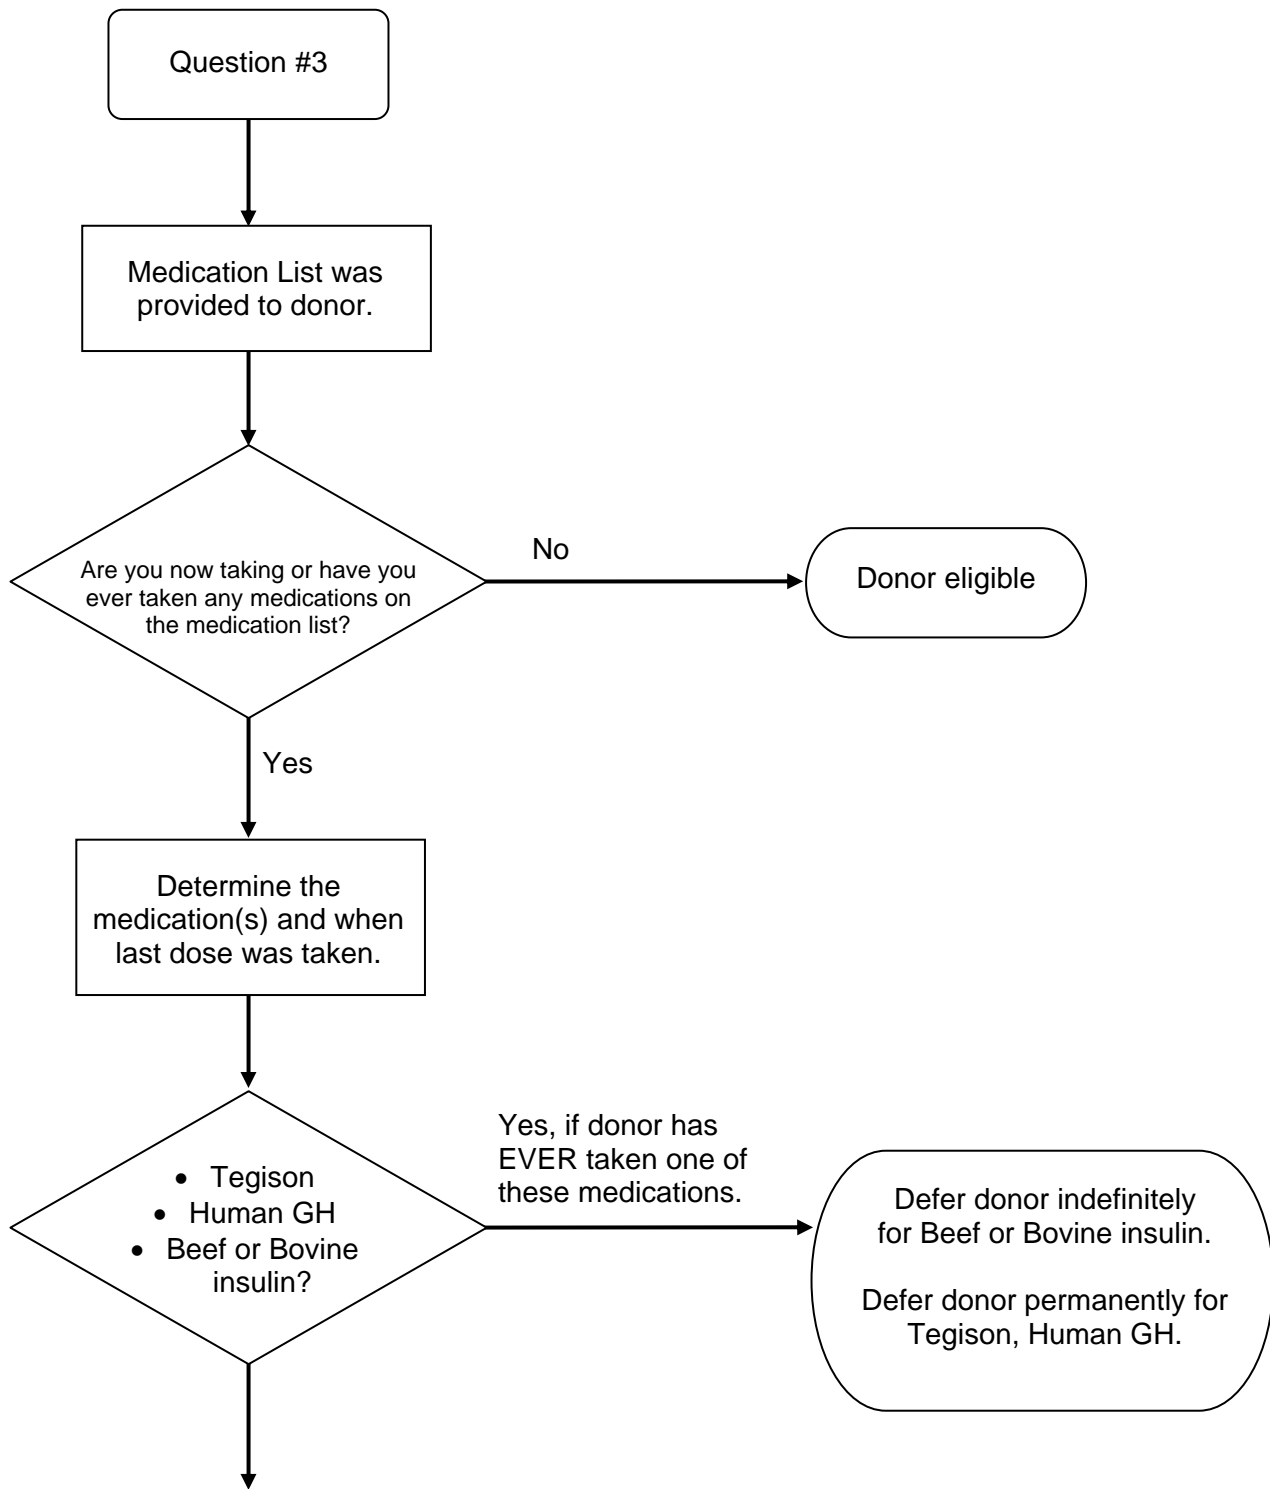 Question #3
Medication List was
provided to donor.
Are you now taking or have you
ever taken any medications on
the medication list?
No
Donor eligible
Yes
Determine the
medication(s) and when
last dose was taken.
• Tegison
• Human GH
• Beef or Bovine
insulin?
Yes, if donor has
EVER taken one of
these medications.
Defer donor indefinitely
for Beef or Bovine insulin.
Defer donor permanently for
Tegison, Human GH.